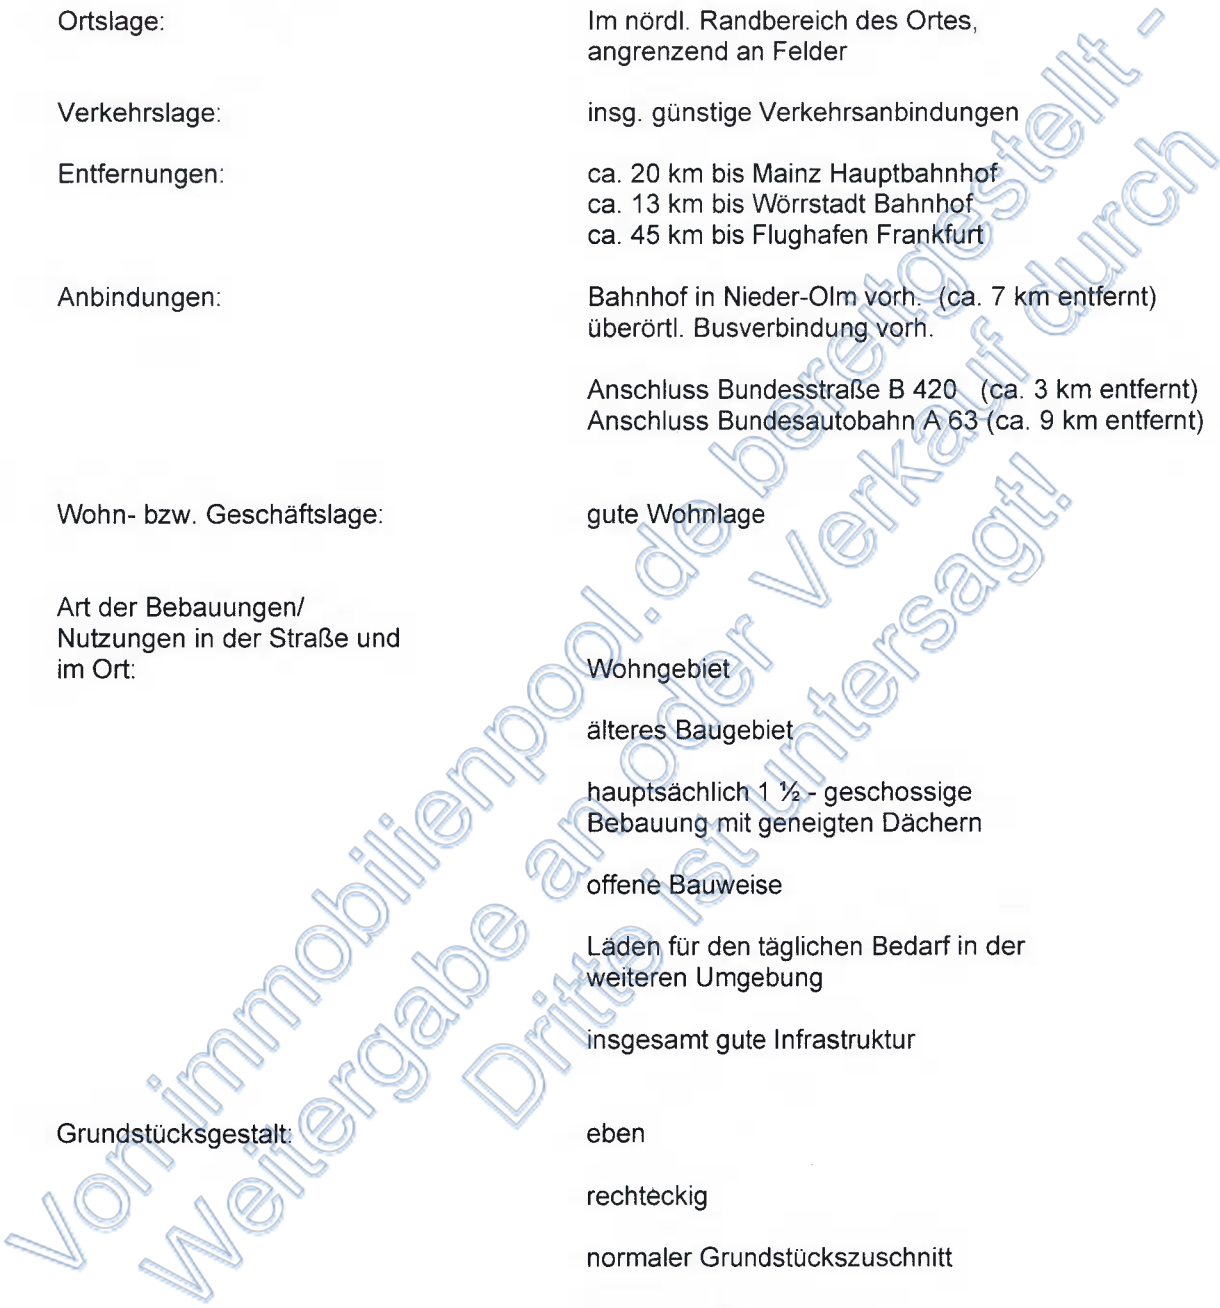 Ortslage: Im nördl. Randbereich des Ortes,
angrenzend an Felder
Verkehrslage: insg. günstige Verkehrsanbindungen
Entfernungen: ca. 20 km bis Mainz Hauptbahnhof
ca. 13 km bis Wörrstadt Bahnhof
ca. 45 km bis Flughafen Frankfurt
Anbindungen: Bahnhof in Nieder-Olm vorh. (ca. 7 km entfernt)
überörtl. Busverbindung vorh.
Anschluss Bundesstraße B 420 (ca. 3 km entfernt)
Anschluss Bundesautobahn A 63 (ca. 9 km entfernt)
Wohn- bzw. Geschäftslage: gute Wohnlage
Art der Bebauungen/
Nutzungen in der Straße und
im Ort: Wohngebiet
älteres Baugebiet
hauptsächlich 1 ½ - geschossige
Bebauung mit geneigten Dächern
offene Bauweise
Läden für den täglichen Bedarf in der
weiteren Umgebung
insgesamt gute Infrastruktur
Grundstücksgestalt: eben
rechteckig
normaler Grundstückszuschnitt
Von immobilienpool.de bereitgestellt -
Weitergabe an oder Verkauf durch
Dritte ist untersagt!